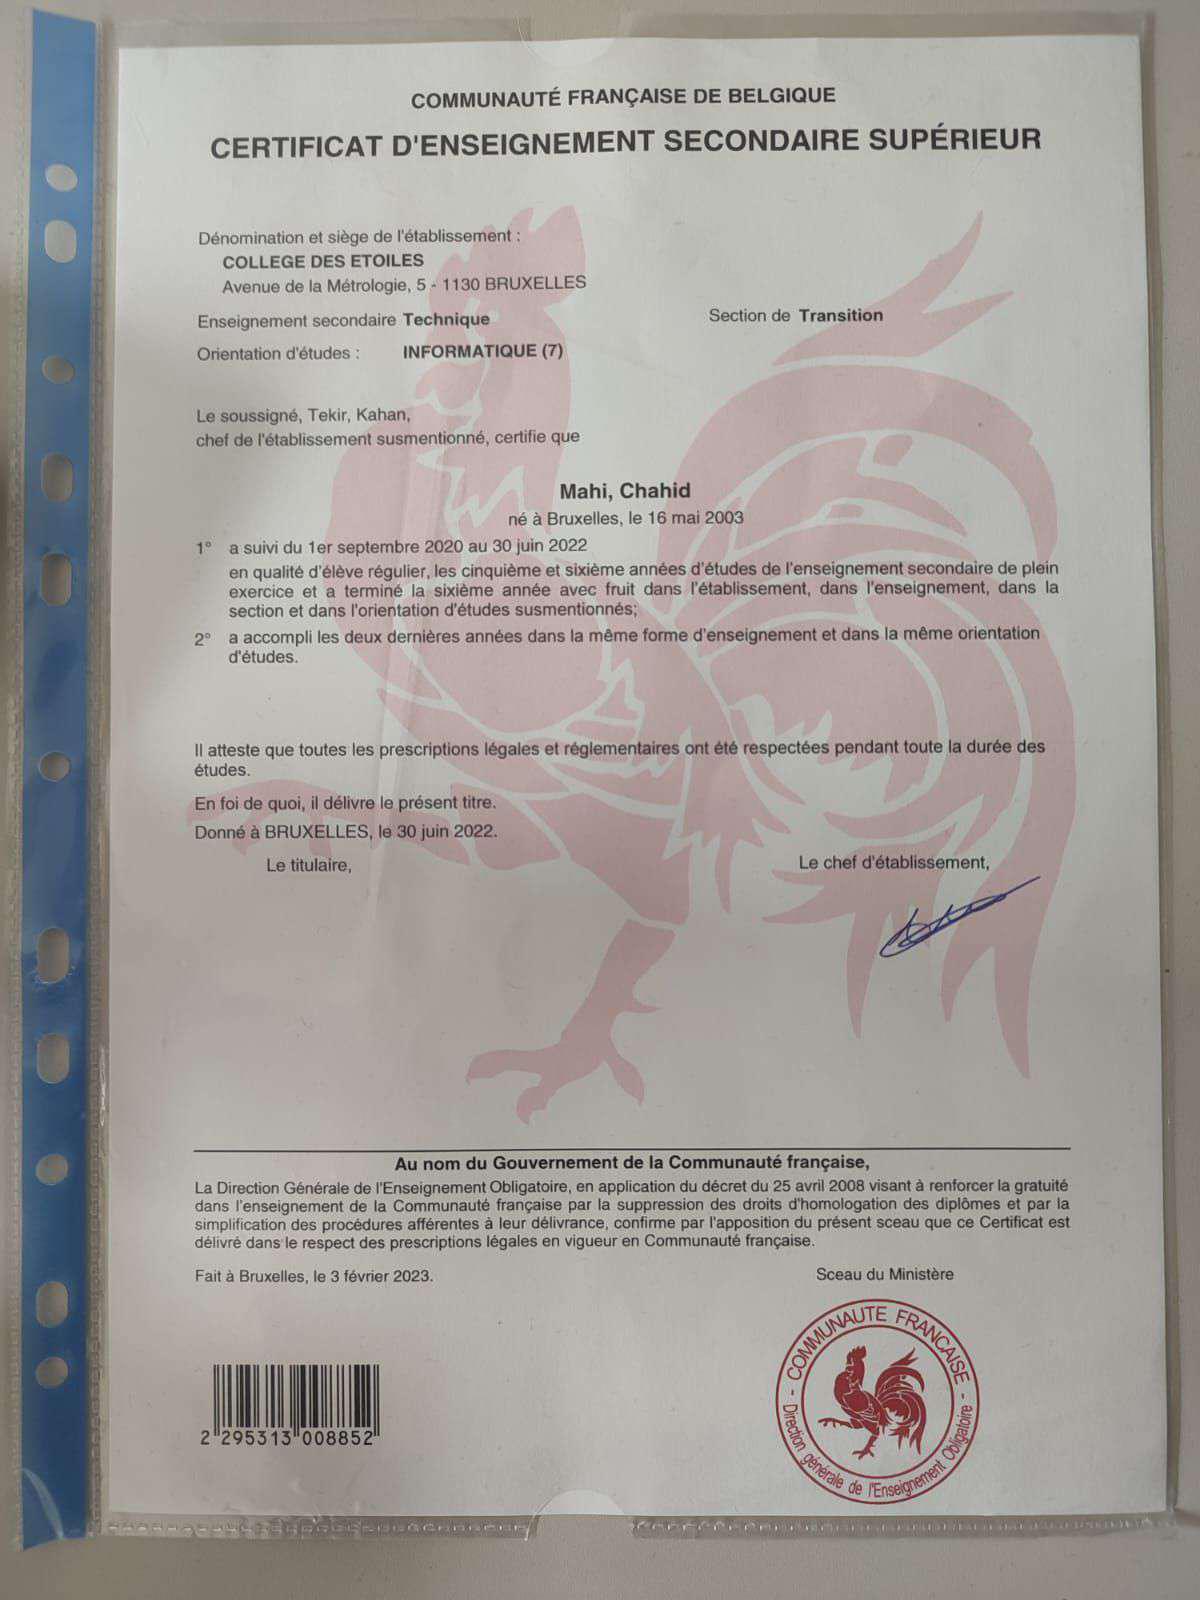 COMMUNAUTÉ FRANÇAISE DE BELGIQUE
CERTIFICAT D'ENSEIGNEMENT SECONDAIRE SUPÉRIEUR
Dénomination et siège de l'établissement :
COLLEGE DES ETOILES
Avenue de la Métrologie, 5 - 1130 BRUXELLES
Enseignement secondaire Technique
Section de Transition
Orientation d'études : INFORMATIQUE (7)
Le soussigné, Tekir, Kahan,
chef de l'établissement susmentionné, certifie que
Mahi, Chahid
né à Bruxelles, le 16 mai 2003
1° a suivi du 1er septembre 2020 au 30 juin 2022
en qualité d'élève régulier, les cinquième et sixième années d'études de l'enseignement secondaire de plein
exercice et a terminé la sixième année avec fruit dans l'établissement, dans l'enseignement, dans la
section et dans l'orientation d'études susmentionnés;
2° a accompli les deux dernières années dans la même forme d'enseignement et dans la même orientation
d'études.
Il atteste que toutes les prescriptions légales et réglementaires ont été respectées pendant toute la durée des
études.
En foi de quoi, il délivre le présent titre.
Donné à BRUXELLES, le 30 juin 2022.
Le titulaire,
Le chef d'établissement,
Au nom du Gouvernement de la Communauté française,
La Direction Générale de l'Enseignement Obligatoire, en application du décret du 25 avril 2008 visant à renforcer la gratuité
dans l'enseignement de la Communauté française par la suppression des droits d'homologation des diplômes et par la
simplification des procédures afférentes à leur délivrance, confirme par l'apposition du présent sceau que ce Certificat est
délivré dans le respect des prescriptions légales en vigueur en Communauté française.
Fait à Bruxelles, le 3 février 2023.
Sceau du Ministère
- COMMUNAUTE FRANCAISE -
Direction générale de l'Enseignement Obligatoire
2 295313 008852